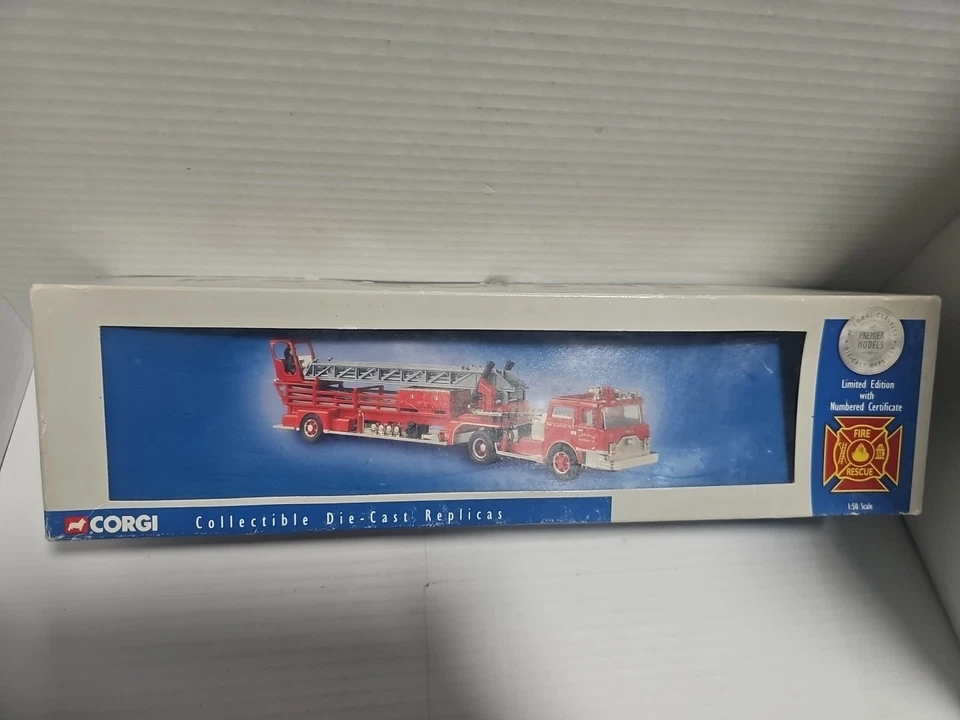 PREMIER
MODELS
Limited Edition
with
Numbered Certificate
FIRE
RESCUE
1:50 Scale
CORGI
Collectible Die-Cast Replicas